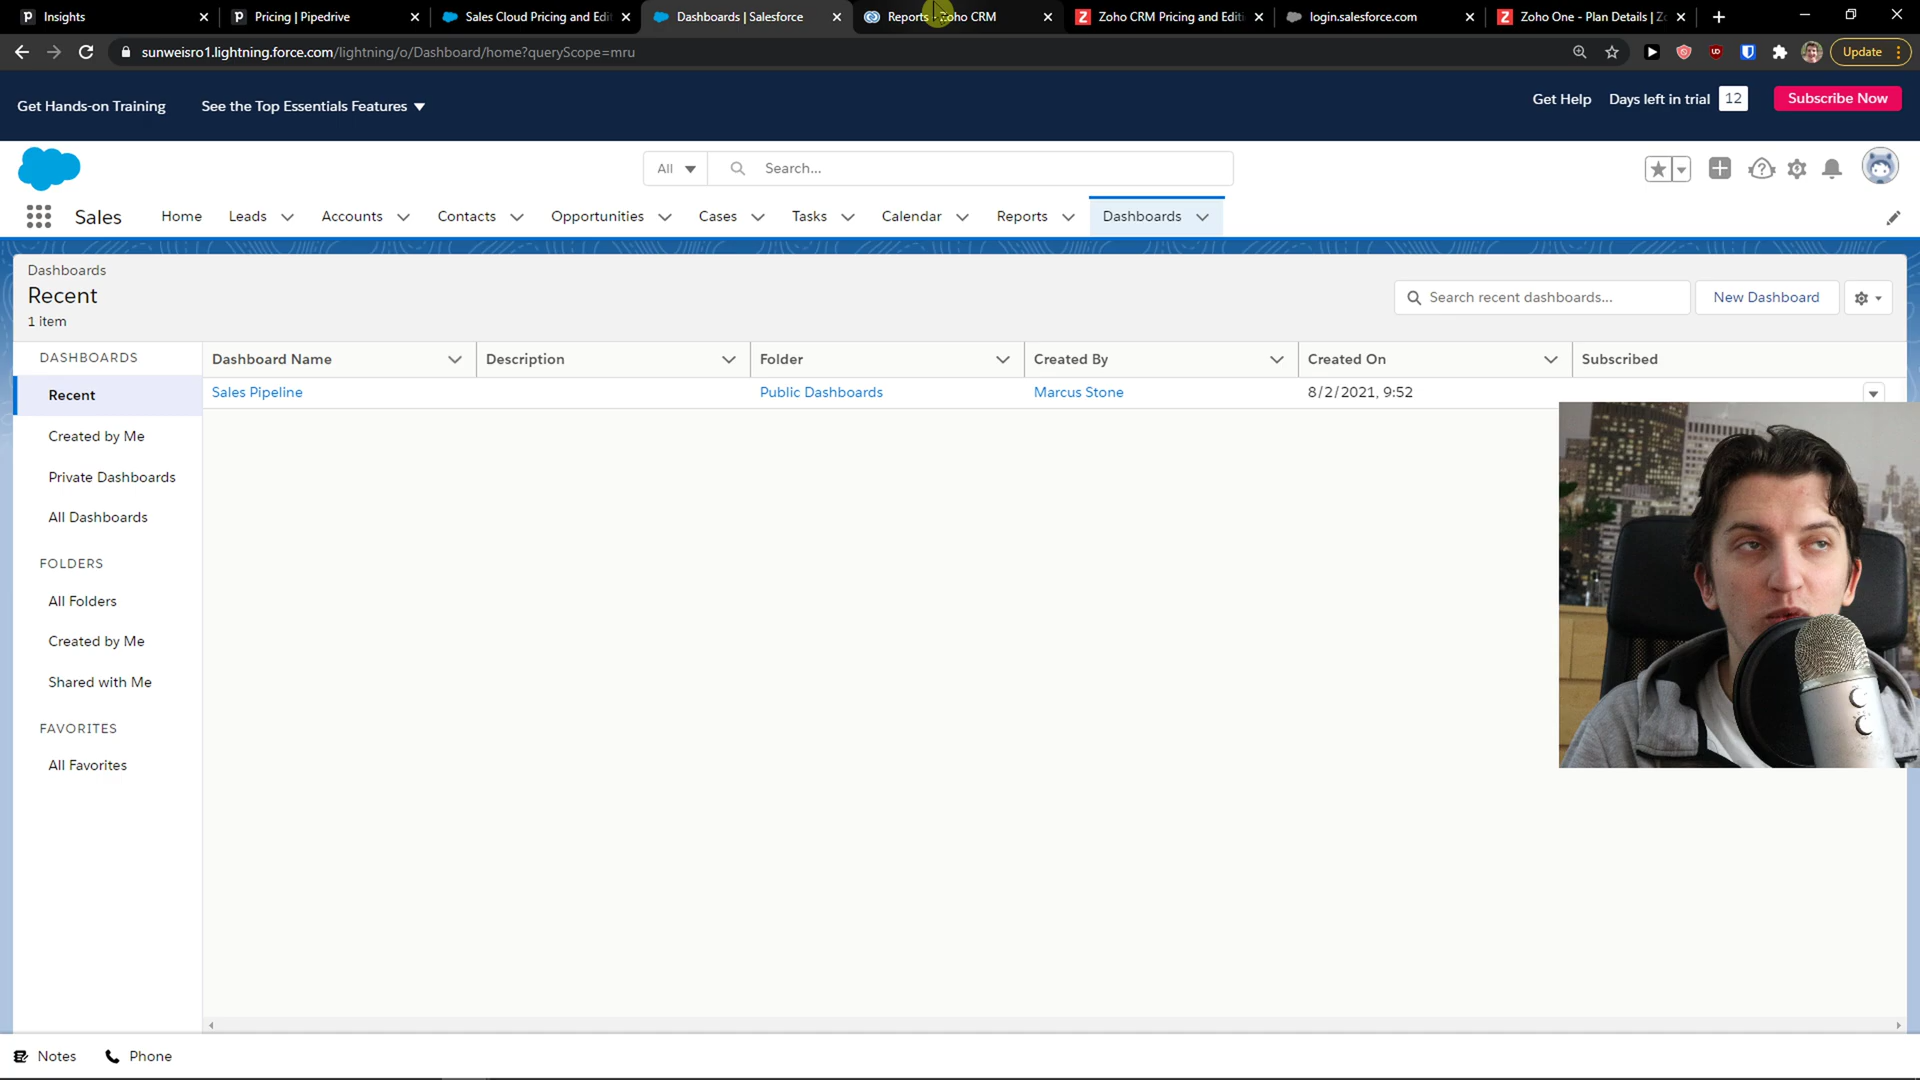 Insights
Pricing | Pipedrive
Sales Cloud Pricing and Edi
Dashboards | Salesforce
Reports - Zoho CRM
Zoho CRM Pricing and Editi
login.salesforce.com
Zoho One - Plan Details | Z
sunweisro1.lightning.force.com/lightning/o/Dashboard/home?queryScope=mru
Update
Get Hands-on Training
See the Top Essentials Features
Get Help
Days left in trial 12
Subscribe Now
All
Search...
Sales
Home
Leads
Accounts
Contacts
Opportunities
Cases
Tasks
Calendar
Reports
Dashboards
Dashboards
Recent
1 item
Search recent dashboards...
New Dashboard
DASHBOARDS
Recent
Created by Me
Private Dashboards
All Dashboards
FOLDERS
All Folders
Created by Me
Shared with Me
FAVORITES
All Favorites
Dashboard Name
Description
Folder
Created By
Created On
Subscribed
Sales Pipeline
Public Dashboards
Marcus Stone
8/2/2021, 9:52
Notes
Phone